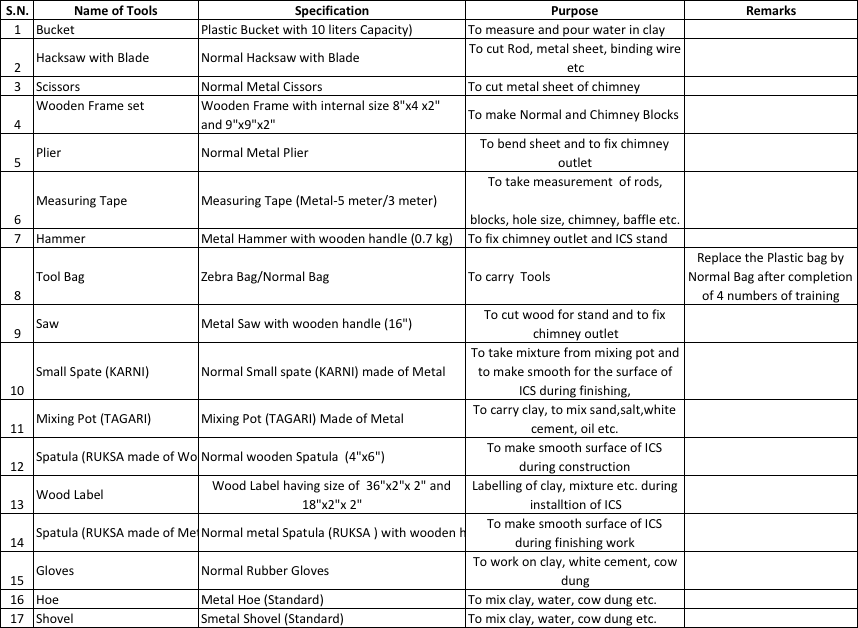 S.N. Name of Tools Specification Purpose Remarks
1 Bucket Plastic Bucket with 10 liters Capacity) To measure and pour water in clay
2 Hacksaw with Blade Normal Hacksaw with Blade To cut Rod, metal sheet, binding wire
etc
3 Scissors Normal Metal Cissors To cut metal sheet of chimney
4 Wooden Frame set Wooden Frame with internal size 8"x4 x2" To make Normal and Chimney Blocks
and 9"x9"x2"
5 Plier Normal Metal Plier To bend sheet and to fix chimney
outlet
6 Measuring Tape Measuring Tape (Metal-5 meter/3 meter) To take measurement of rods,
blocks, hole size, chimney, baffle etc.
7 Hammer Metal Hammer with wooden handle (0.7 kg) To fix chimney outlet and ICS stand
8 Tool Bag Zebra Bag/Normal Bag To carry Tools Replace the Plastic bag by
Normal Bag after completion
of 4 numbers of training
9 Saw Metal Saw with wooden handle (16") To cut wood for stand and to fix
chimney outlet
10 Small Spate (KARNI) Normal Small spate (KARNI) made of Metal To take mixture from mixing pot and
to make smooth for the surface of
ICS during finishing,
11 Mixing Pot (TAGARI) Mixing Pot (TAGARI) Made of Metal To carry clay, to mix sand,salt,white
cement, oil etc.
12 Spatula (RUKSA made of Wo Normal wooden Spatula (4"x6") To make smooth surface of ICS
during construction
13 Wood Label Wood Label having size of 36"x2"x 2" and Labelling of clay, mixture etc. during
18"x2"x 2" installtion of ICS
14 Spatula (RUKSA made of Met Normal metal Spatula (RUKSA ) with wooden h To make smooth surface of ICS
during finishing work
15 Gloves Normal Rubber Gloves To work on clay, white cement, cow
dung
16 Hoe Metal Hoe (Standard) To mix clay, water, cow dung etc.
17 Shovel Smetal Shovel (Standard) To mix clay, water, cow dung etc.